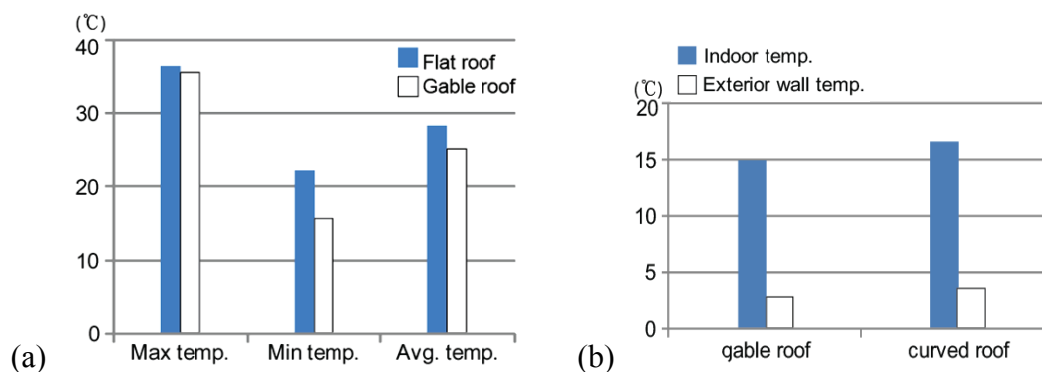 (℃)
40
30
20
10
0
Flat roof
Gable roof
Max temp.
Min temp.
Avg. temp.
(a)
Indoor temp.
Exterior wall temp.
(℃)
20
15
10
5
0
gable roof
curved roof
(b)